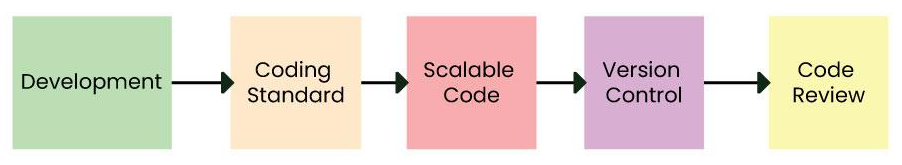 Development
Coding
Standard
Scalable
Code
Version
Control
Code
Review